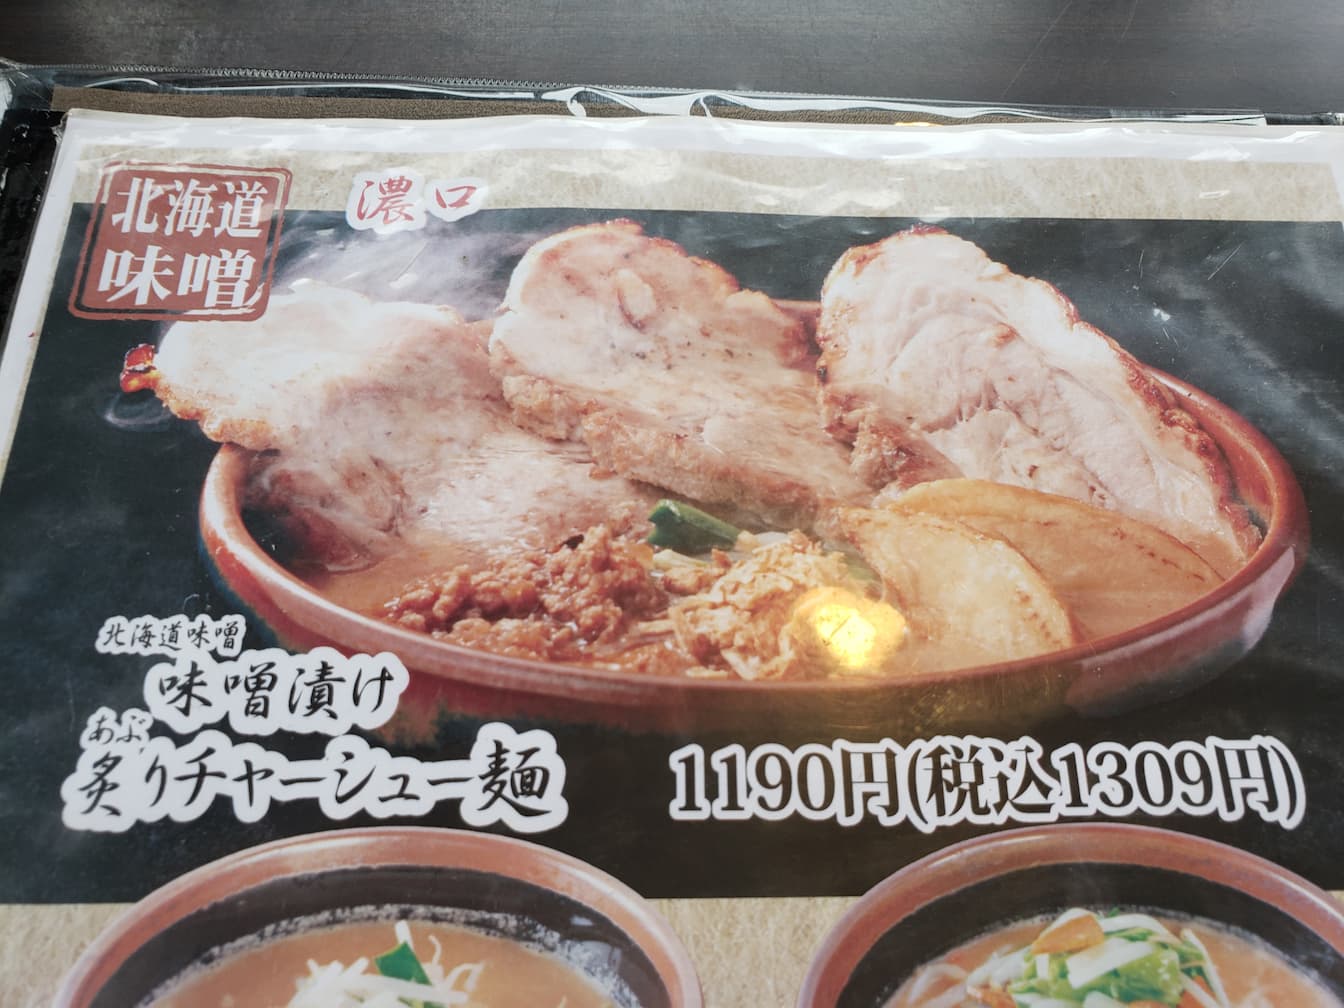 北海道
味噌
濃口
北海道味噌
味噌漬け
あぶ
炙りチャーシュー麺
1190円(税込1309円)